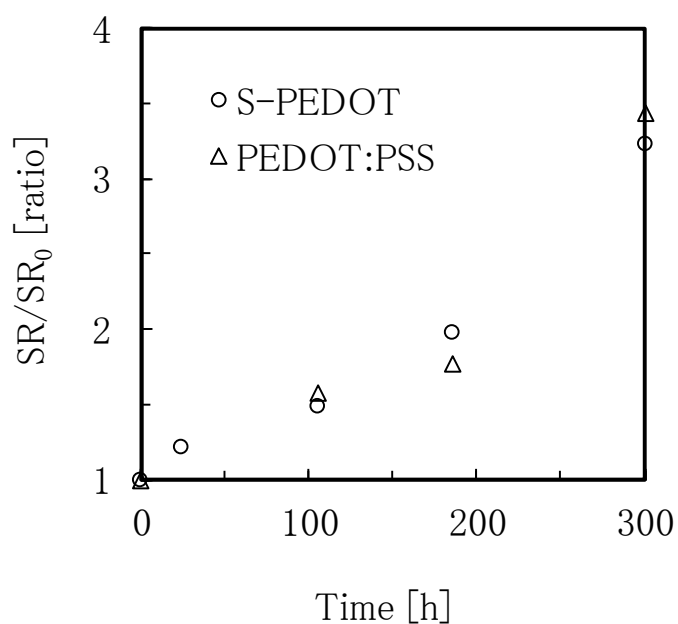 4
3
2
1
SR/SR₀ [ratio]
S-PEDOT
PEDOT:PSS
0 100 200 300
Time [h]